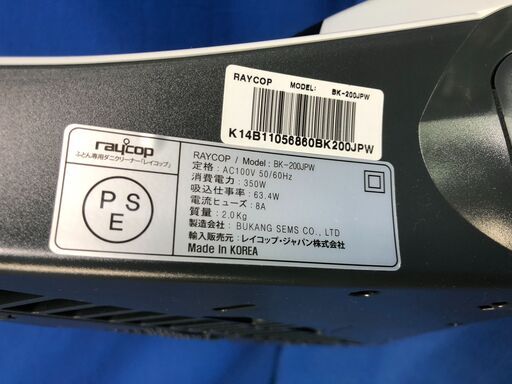 RAYCOP MODEL: BK-200JPW
K14B11056860BK200JPW
raycop
ふとん専用ダニクリーナー「レイコップ」
PSE
RAYCOP / Model : BK-200JPW
定格 : AC100V 50/60Hz
消費電力 : 350W
吸込仕事率 : 63.4W
電流ヒューズ : 8A
質量 : 2.0Kg
製造会社 : BUKANG SEMS CO., LTD
輸入販売元 : レイコップ・ジャパン株式会社
Made in KOREA